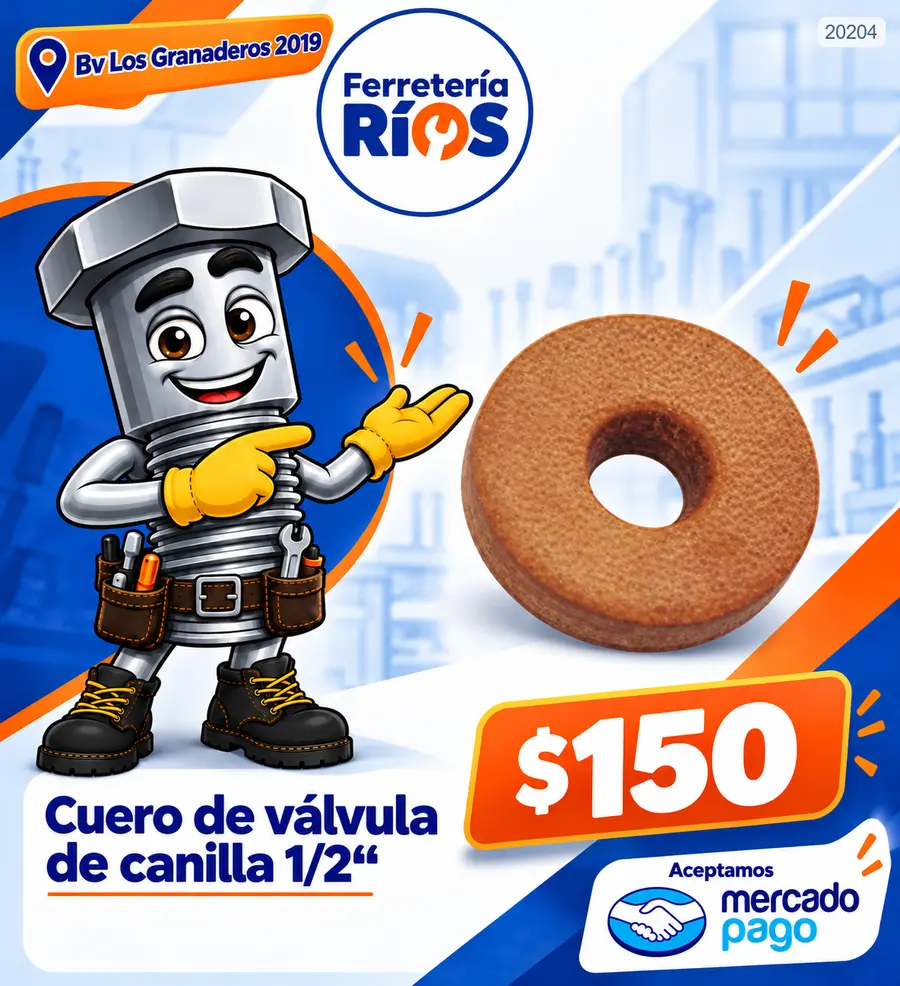 Bv Los Granaderos 2019
Ferretería
RÍOS
20204
$150
Cuero de válvula
de canilla 1/2“
Aceptamos
mercado
pago